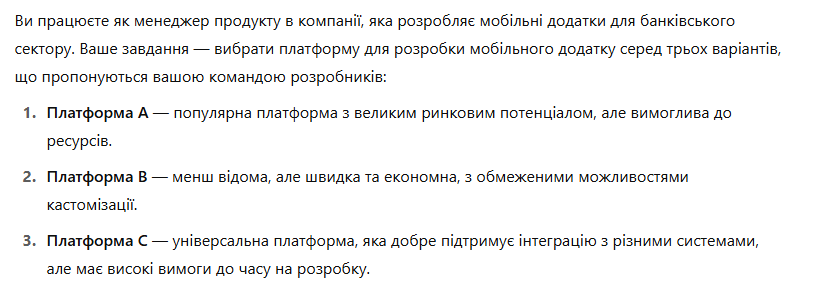 Ви працюєте як менеджер продукту в компанії, яка розробляє мобільні додатки для банківського
сектору. Ваше завдання — вибрати платформу для розробки мобільного додатку серед трьох варіантів,
що пропонуються вашою командою розробників:
1. Платформа A — популярна платформа з великим ринковим потенціалом, але вимоглива до
ресурсів.
2. Платформа B — менш відома, але швидка та економна, з обмеженими можливостями
кастомізації.
3. Платформа C — універсальна платформа, яка добре підтримує інтеграцію з різними системами,
але має високі вимоги до часу на розробку.